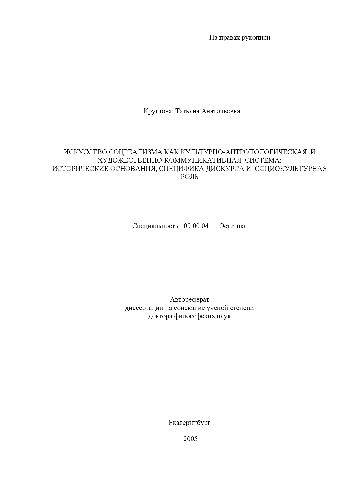 На правах рукописи
Круглова Татьяна Анатольевна
ИСКУССТВО СОЦРЕАЛИЗМА КАК КУЛЬТУРНО-АНТРОПОЛОГИЧЕСКАЯ И
ХУДОЖЕСТВЕННО-КОММУНИКАТИВНАЯ СИСТЕМА:
ИСТОРИЧЕСКИЕ ОСНОВАНИЯ, СПЕЦИФИКА ДИСКУРСА И СОЦИОКУЛЬТУРНАЯ
РОЛЬ
Специальность 09.00.04 Эстетика
Автореферат
диссертации на соискание ученой степени
доктора философских наук
Екатеринбург
2005